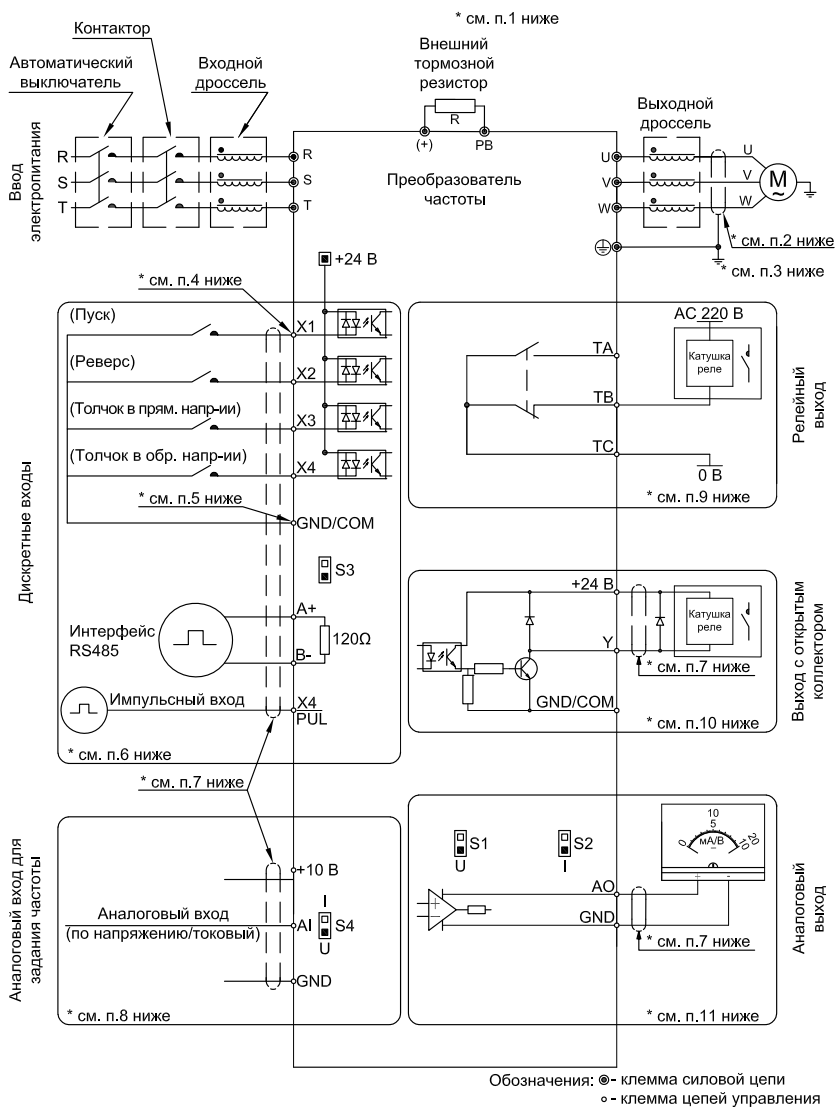 * см. п.1 ниже
Контактор
Автоматический
выключатель
Входной
дроссель
Внешний
тормозной
резистор
R
(+)
PB
Выходной
дроссель
Ввод
электропитания
R
S
T
R
S
T
Преобразователь
частоты
U
V
W
U
V
W
M
~
* см. п.2 ниже
* см. п.3 ниже
+24 В
* см. п.4 ниже
Дискретные входы
(Пуск)
X1
(Реверс)
X2
(Толчок в прям. напр-ии)
X3
(Толчок в обр. напр-ии)
X4
* см. п.5 ниже
GND/COM
S3
Интерфейс
RS485
A+
B-
120Ω
Импульсный вход
X4
PUL
* см. п.6 ниже
* см. п.7 ниже
AC 220 В
TA
Катушка
реле
TB
TC
0 В
* см. п.9 ниже
Релейный
выход
+24 В
Катушка
реле
Y
* см. п.7 ниже
GND/COM
* см. п.10 ниже
Выход с открытым
коллектором
Аналоговый вход для
задания частоты
+10 В
Аналоговый вход
(по напряжению/токовый)
AI
I
S4
U
GND
* см. п.8 ниже
S1
U
S2
I
10
5
0
20
10
мА/В
–
+
-
AO
GND
* см. п.7 ниже
* см. п.11 ниже
Аналоговый
выход
Обозначения: - клемма силовой цепи
- клемма цепей управления